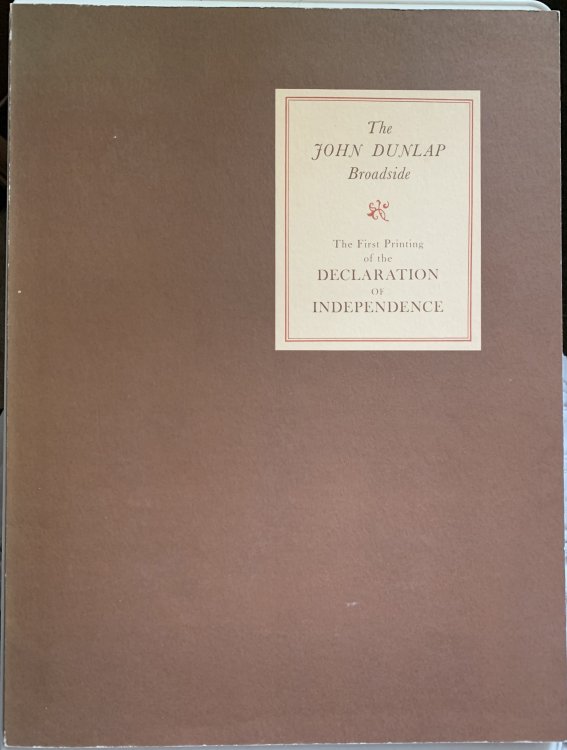 The
JOHN DUNLAP
Broadside
The First Printing
of the
DECLARATION
OF
INDEPENDENCE